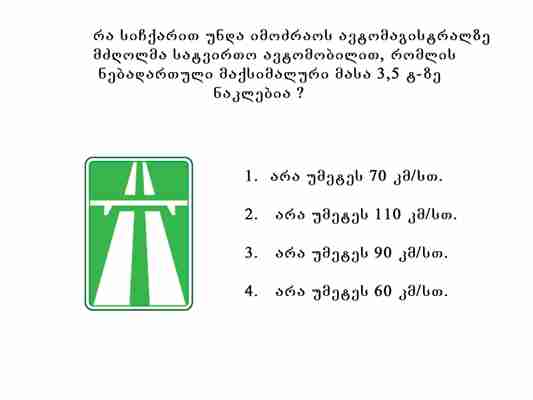 რა სიჩქარით უნდა იმოძრაოს ავტომაგისტრალზე
მძღოლმა სატვირთო ავტომობილით, რომლის
ნებადართული მაქსიმალური მასა 3,5 ტ-ზე
ნაკლებია ?
1. არა უმეტეს 70 კმ/სთ.
2. არა უმეტეს 110 კმ/სთ.
3. არა უმეტეს 90 კმ/სთ.
4. არა უმეტეს 60 კმ/სთ.